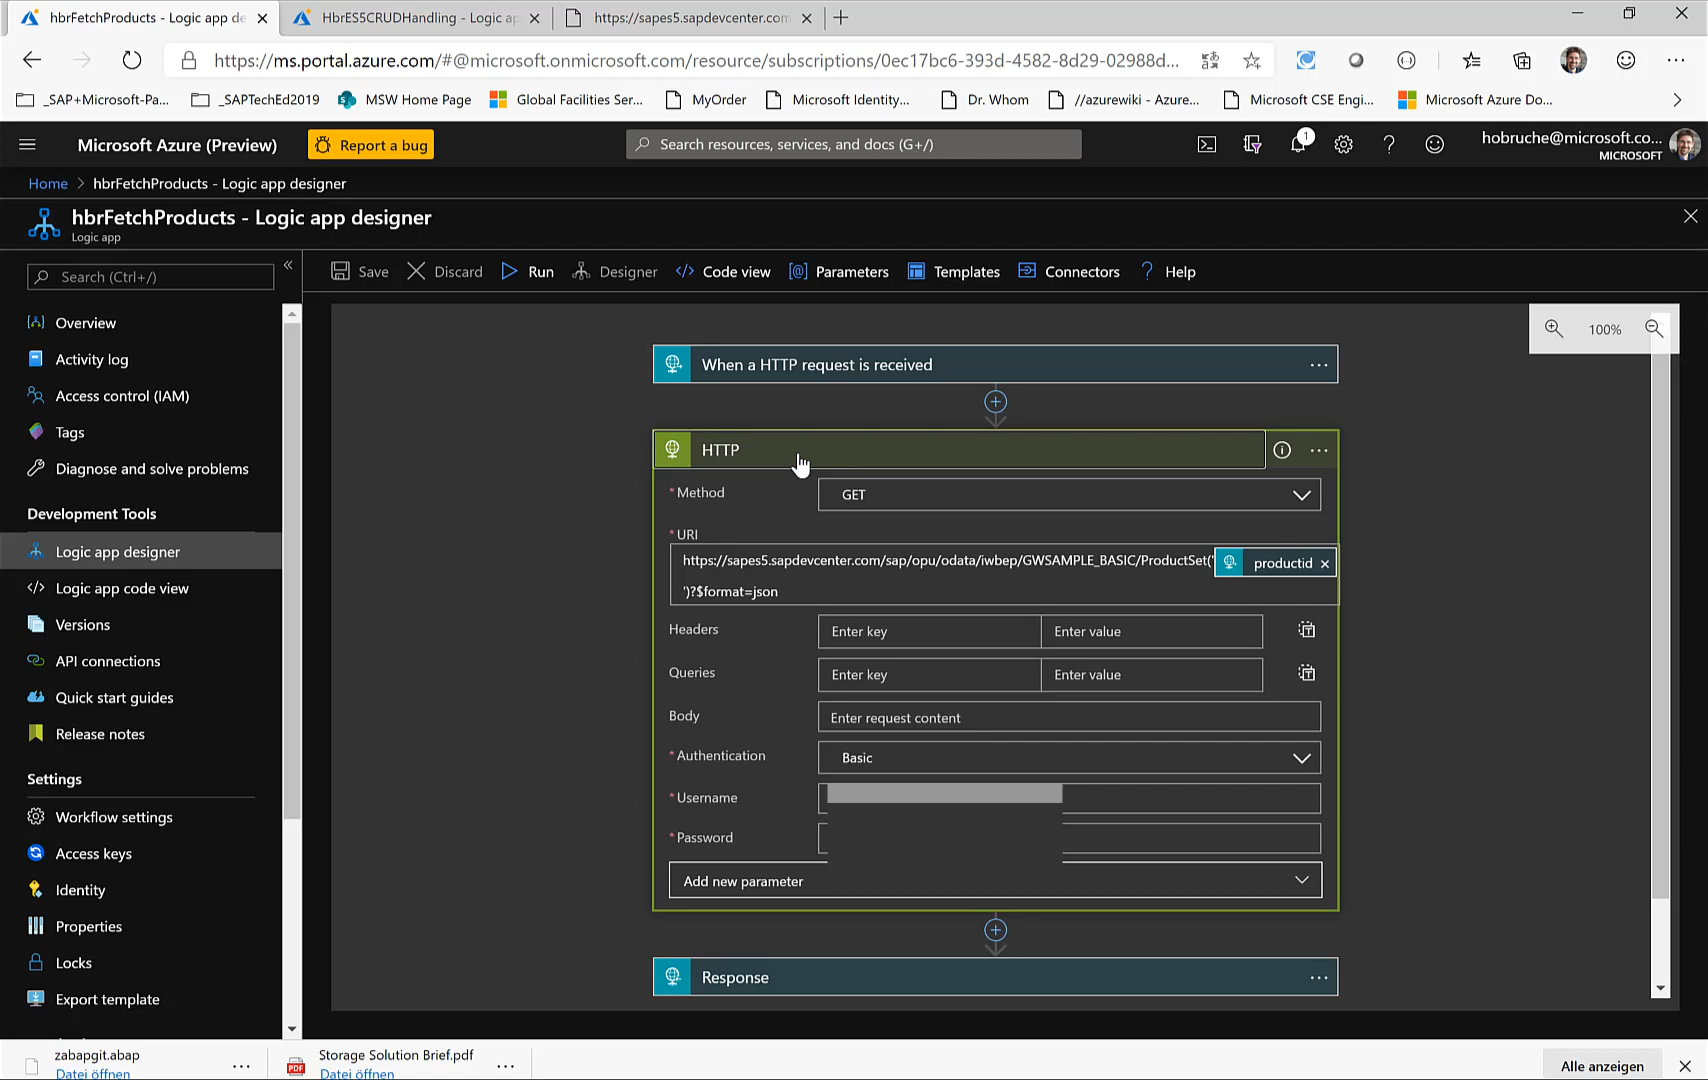 hbrFetchProducts - Logic app de
HbrES5CRUDHandling - Logic ap
https://sapes5.sapdevcenter.com
https://ms.portal.azure.com/#@microsoft.onmicrosoft.com/resource/subscriptions/0ec17bc6-393d-4582-8d29-02988d...
_SAP+Microsoft-Pa...
_SAPTechEd2019
MSW Home Page
Global Facilities Ser...
MyOrder
Microsoft Identity...
Dr. Whom
//azurewiki - Azure...
Microsoft CSE Engi...
Microsoft Azure Do...
Microsoft Azure (Preview)
Report a bug
Search resources, services, and docs (G+/)
1
hobruche@microsoft.co...
MICROSOFT
Home > hbrFetchProducts - Logic app designer
hbrFetchProducts - Logic app designer
Logic app
Search (Ctrl+/)
Save
Discard
Run
Designer
Code view
Parameters
Templates
Connectors
Help
Overview
Activity log
Access control (IAM)
Tags
Diagnose and solve problems
Development Tools
Logic app designer
Logic app code view
Versions
API connections
Quick start guides
Release notes
Settings
Workflow settings
Access keys
Identity
Properties
Locks
Export template
100%
When a HTTP request is received
HTTP
* Method
GET
* URI
https://sapes5.sapdevcenter.com/sap/opu/odata/iwbep/GWSAMPLE_BASIC/ProductSet(' productid
')?$format=json
Headers
Enter key
Enter value
Queries
Enter key
Enter value
Body
Enter request content
* Authentication
Basic
* Username
* Password
Add new parameter
Response
zabapgit.abap
Datei öffnen
PDF
Storage Solution Brief.pdf
Datei öffnen
Alle anzeigen